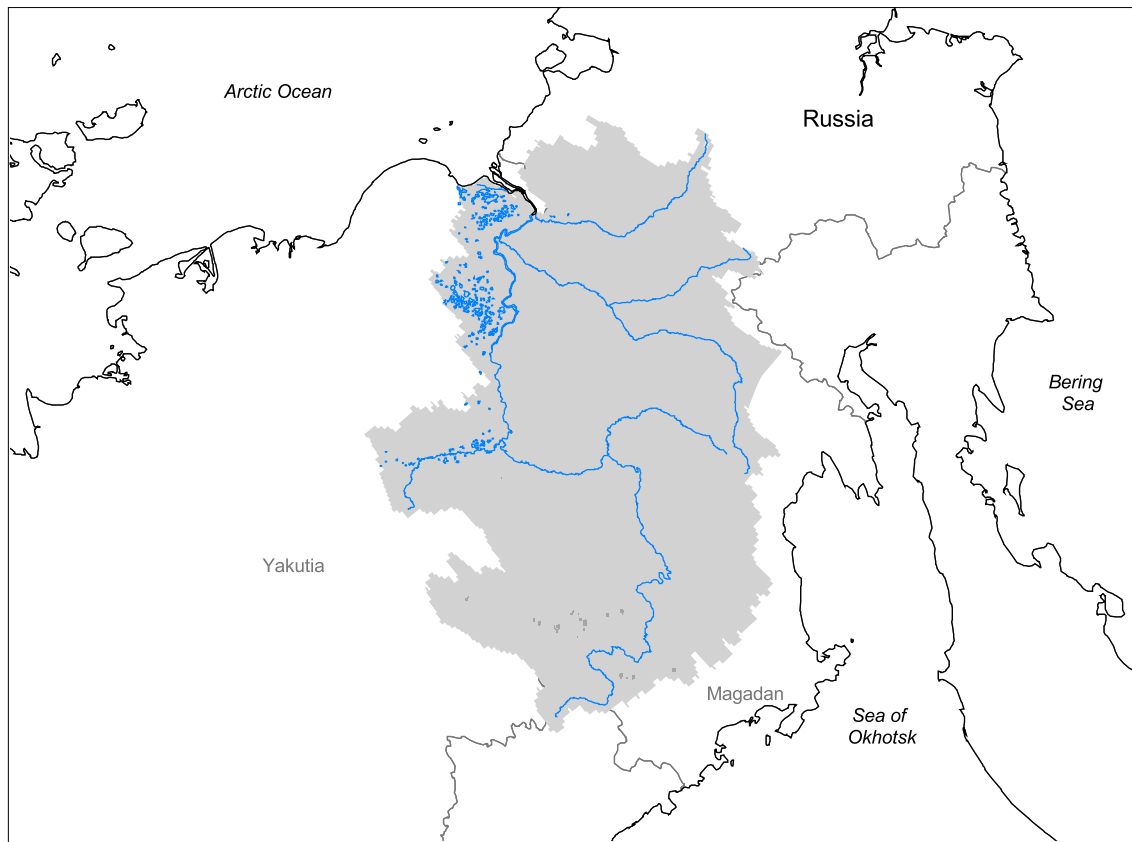 Arctic Ocean
Russia
Bering
Sea
Yakutia
Magadan
Sea of
Okhotsk